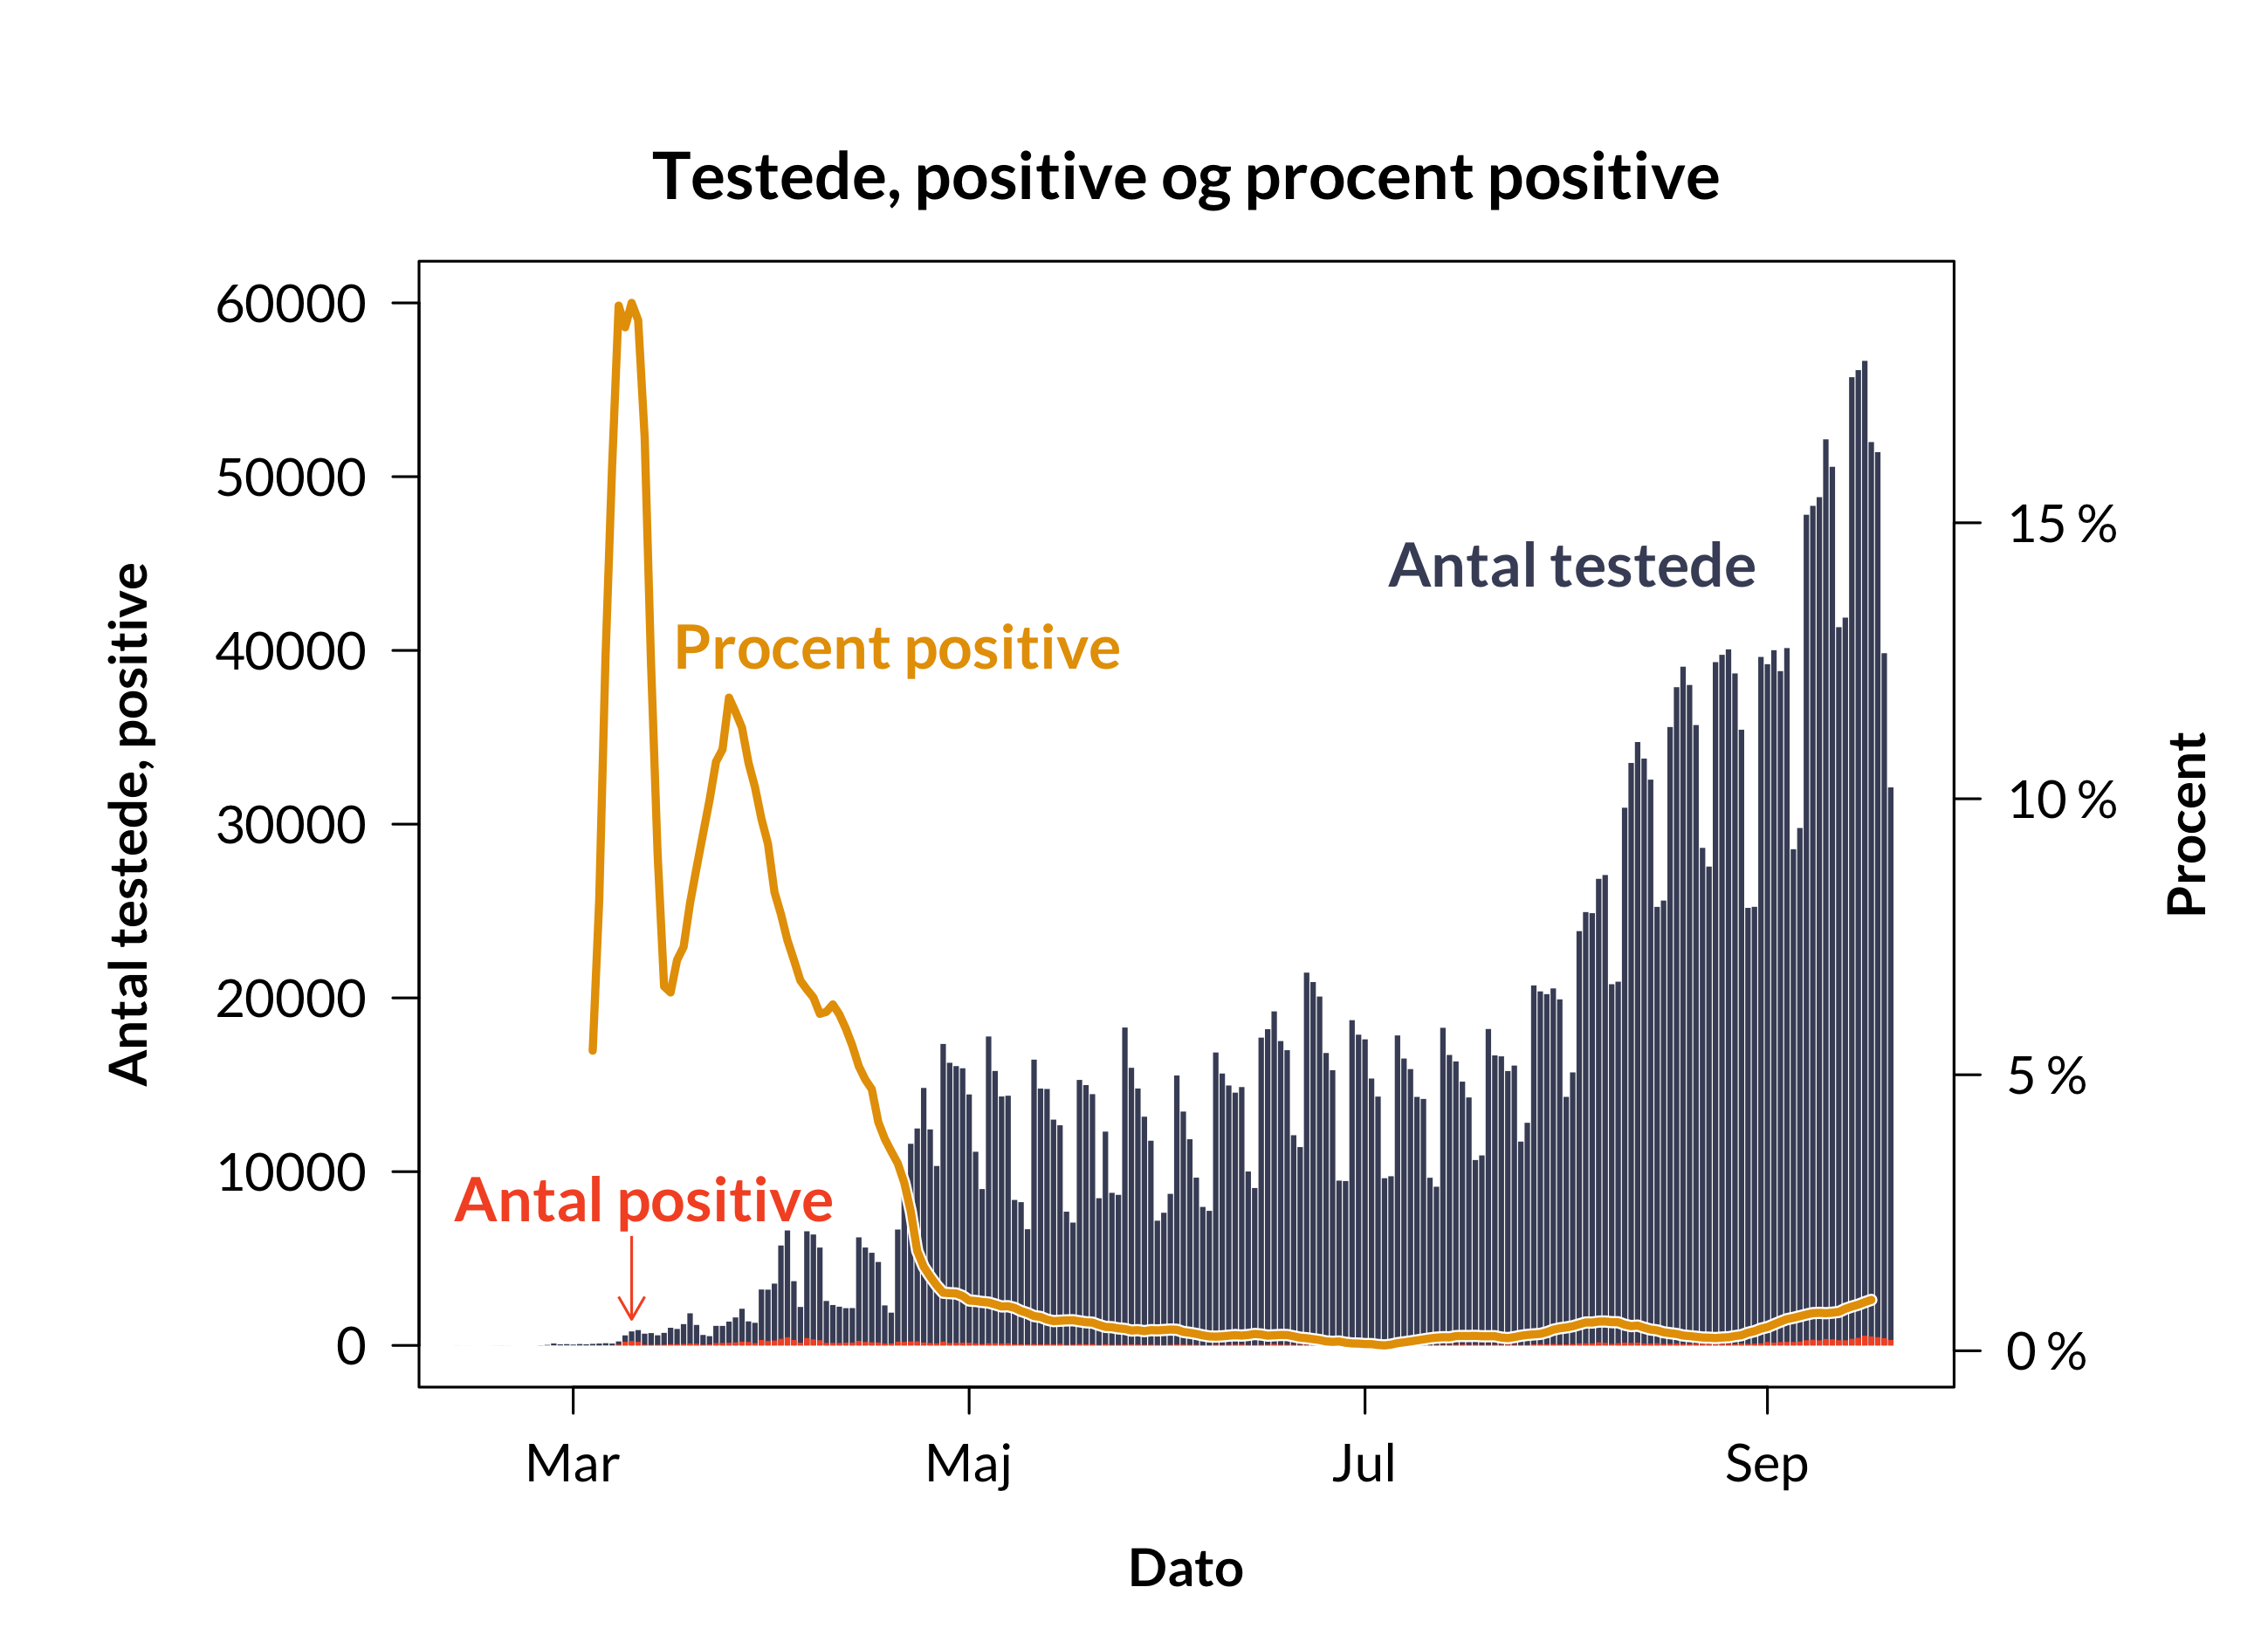 Testede, positive og procent positive
Antal testede, positive
60000
50000
40000
30000
20000
10000
0
Procent positive
Antal testede
Antal positive
15 %
10 %
5 %
0 %
Procent
Mar
Maj
Jul
Sep
Dato